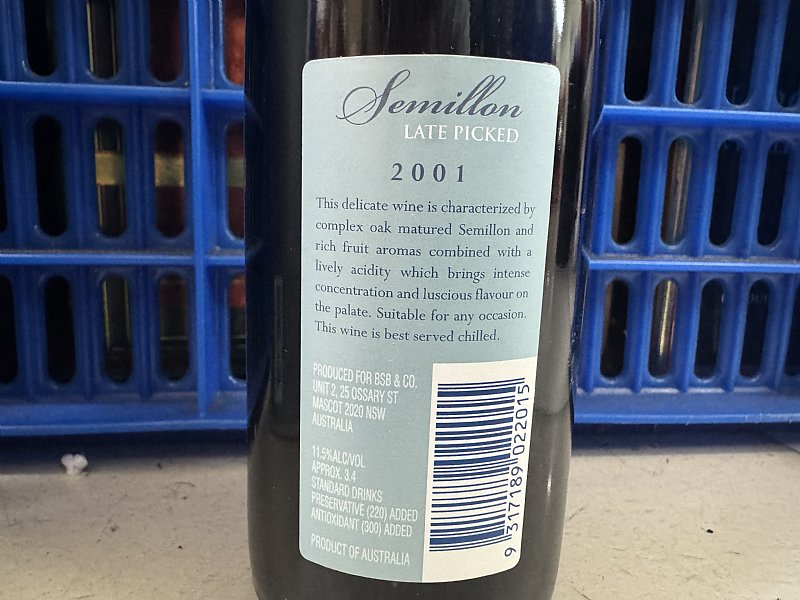 Semillon
LATE PICKED
2001
This delicate wine is characterized by
complex oak matured Semillon and
rich fruit aromas combined with a
lively acidity which brings intense
concentration and luscious flavour on
the palate. Suitable for any occasion.
This wine is best served chilled.
PRODUCED FOR BSB & CO.
UNIT 2, 25 OSSARY ST
MASCOT 2020 NSW
AUSTRALIA
11.5%ALC/VOL
APPROX. 3.4
STANDARD DRINKS
PRESERVATIVE (220) ADDED
ANTIOXIDANT (300) ADDED
PRODUCT OF AUSTRALIA
9 317189 022015